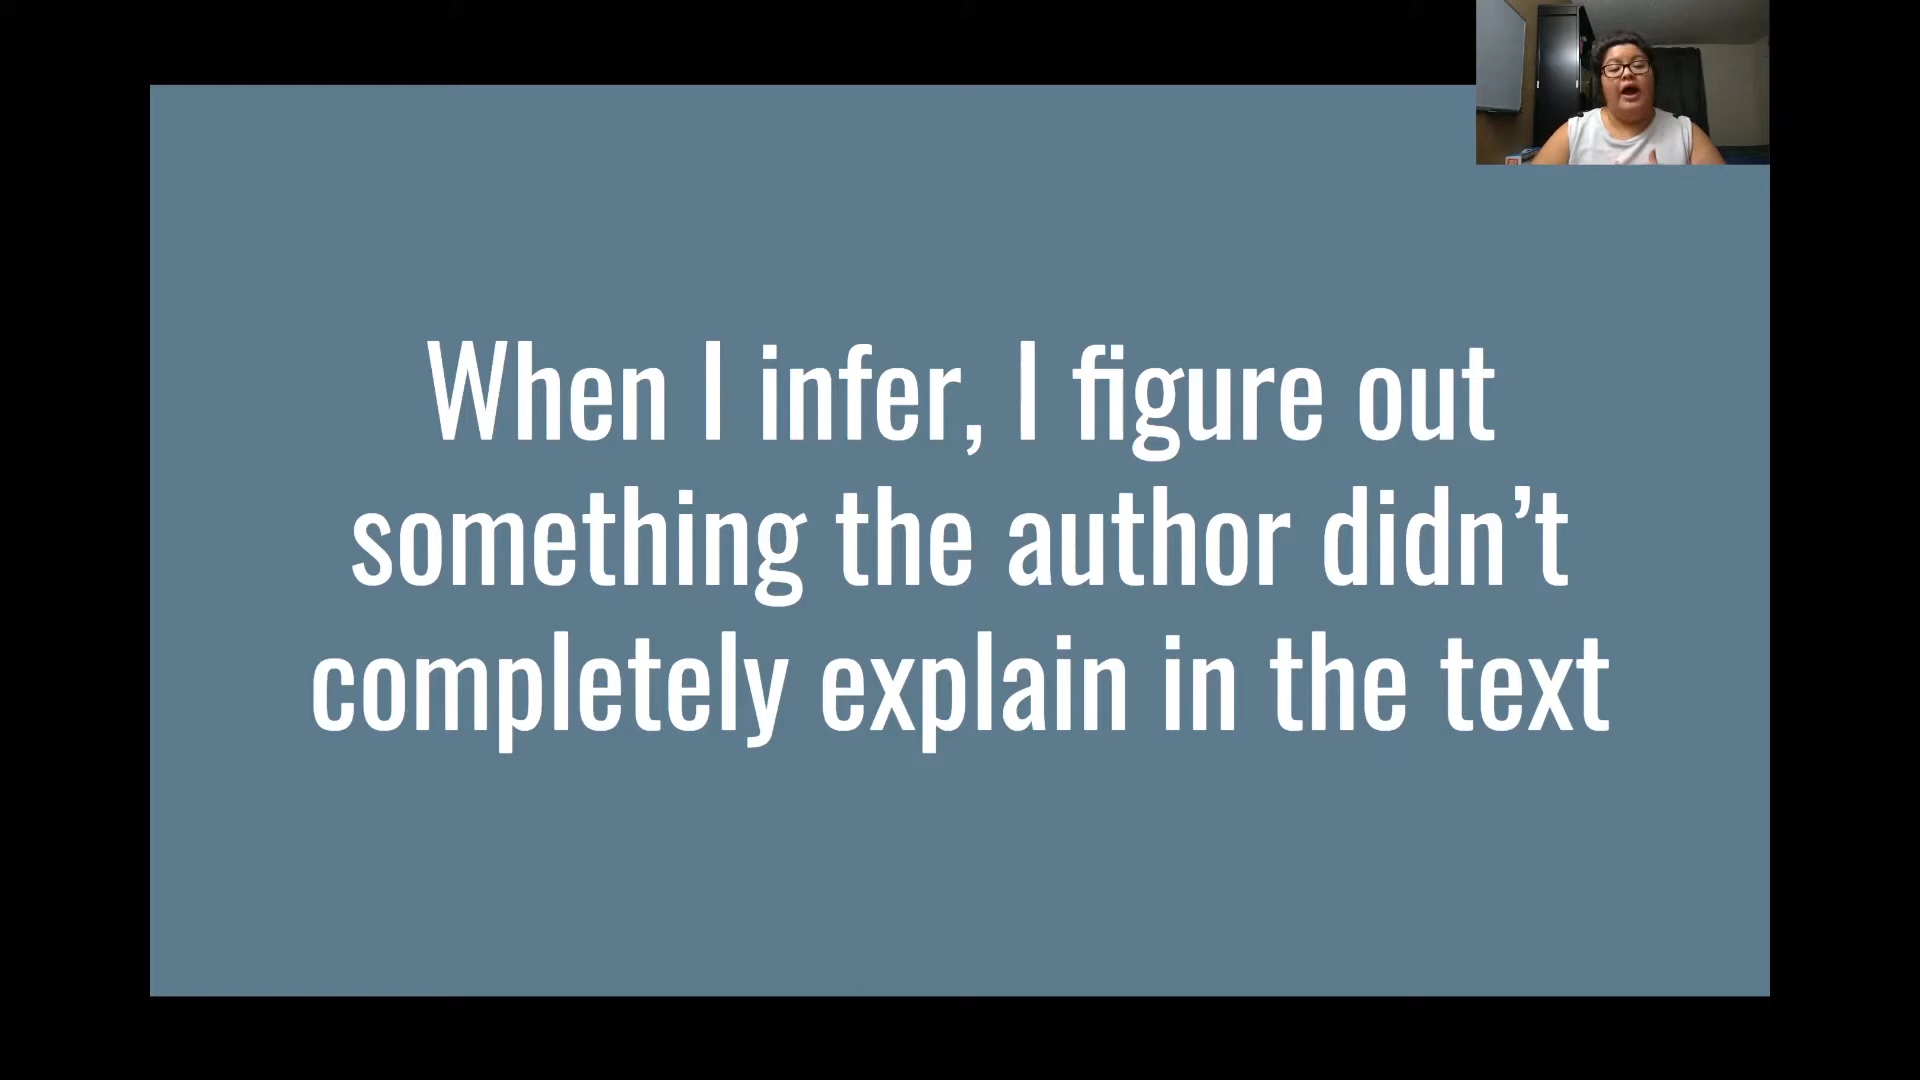 When I infer, I figure out
something the author didn’t
completely explain in the text